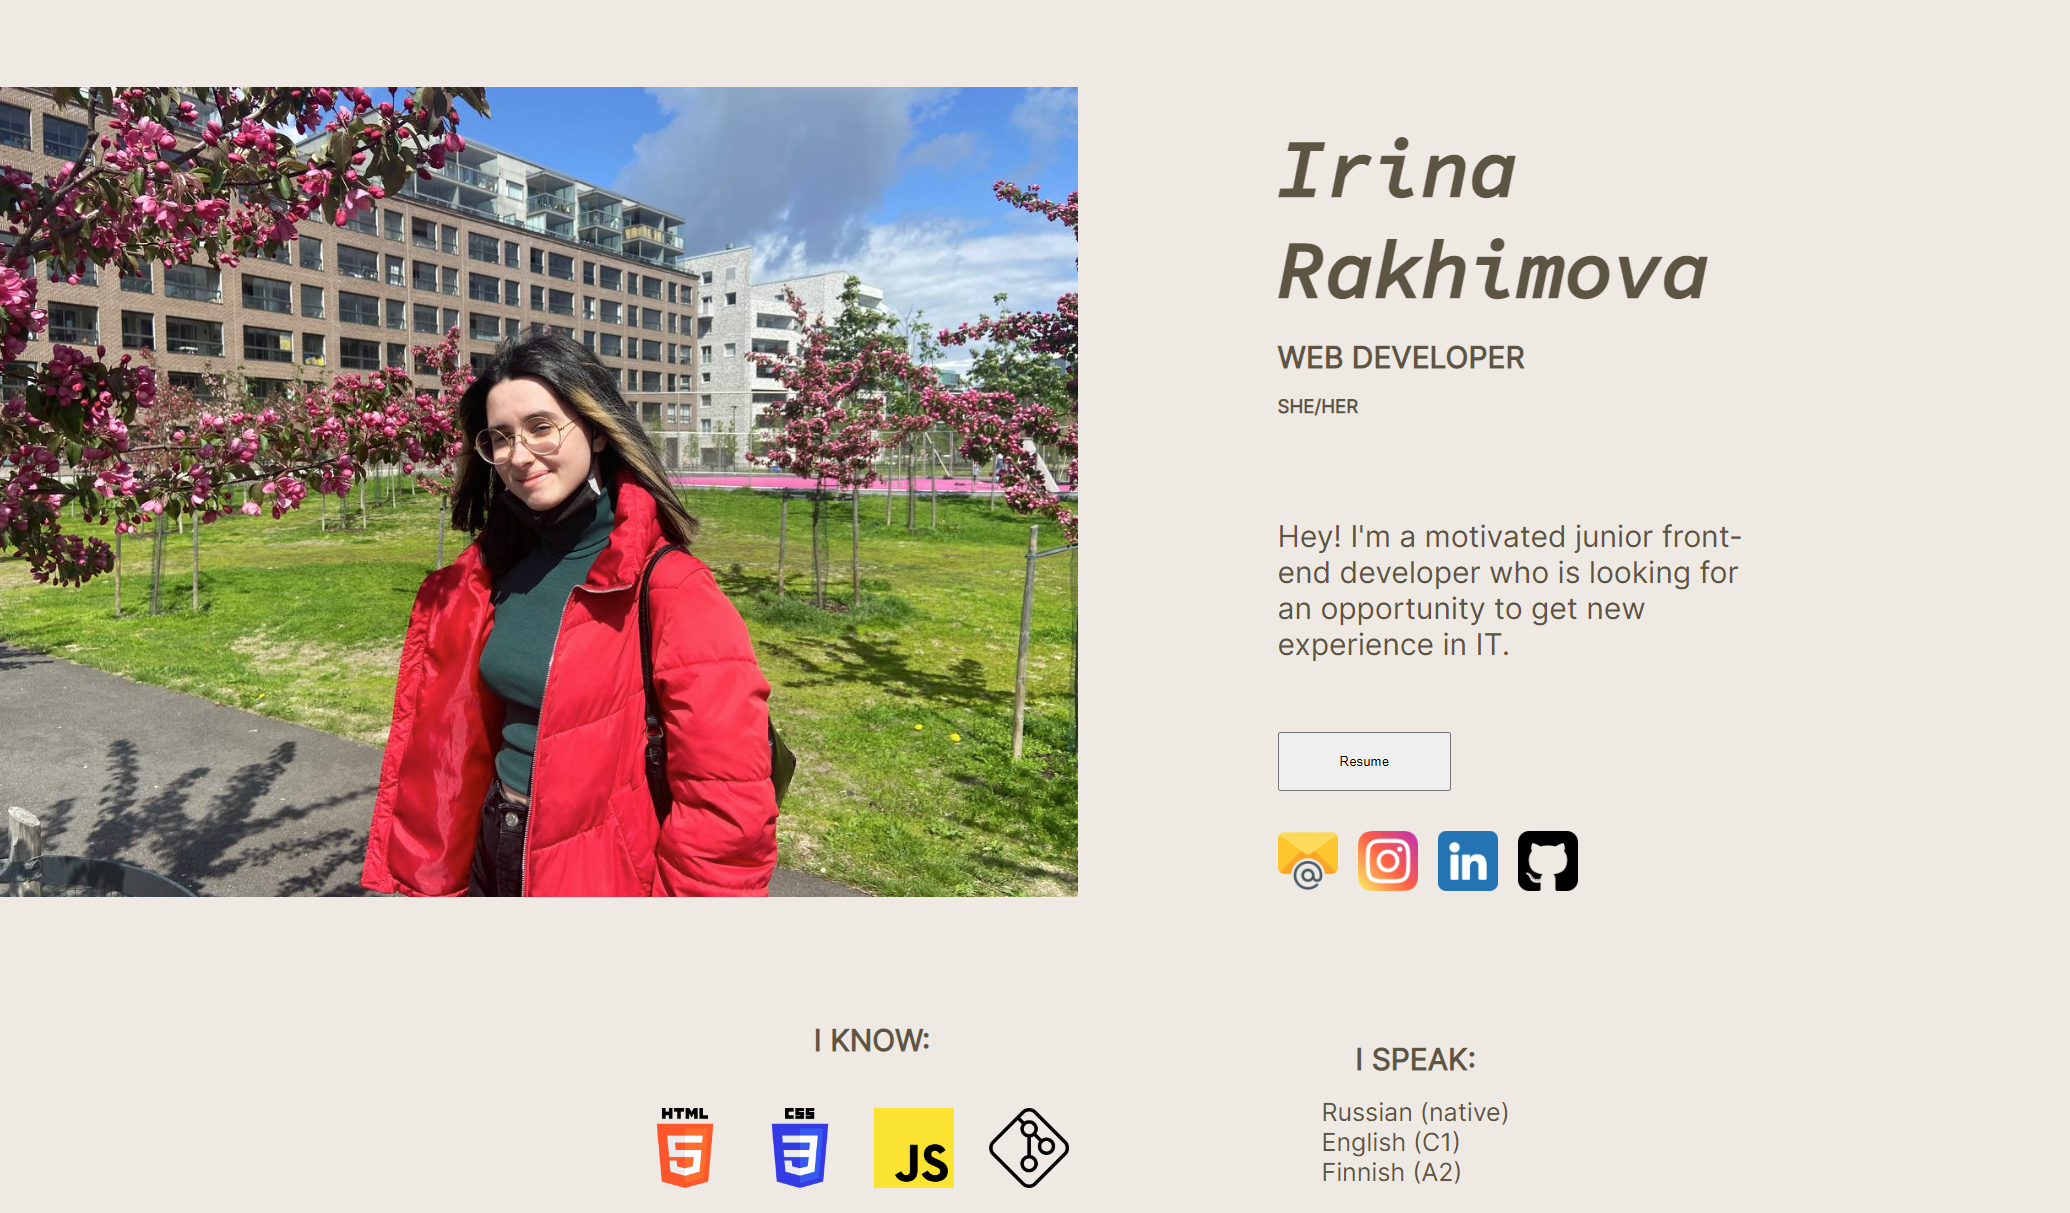 Irina
Rakhimova
WEB DEVELOPER
SHE/HER
Hey! I'm a motivated junior front-
end developer who is looking for
an opportunity to get new
experience in IT.
Resume
in
I KNOW:
HTML
5
CSS
3
JS
I SPEAK:
Russian (native)
English (C1)
Finnish (A2)